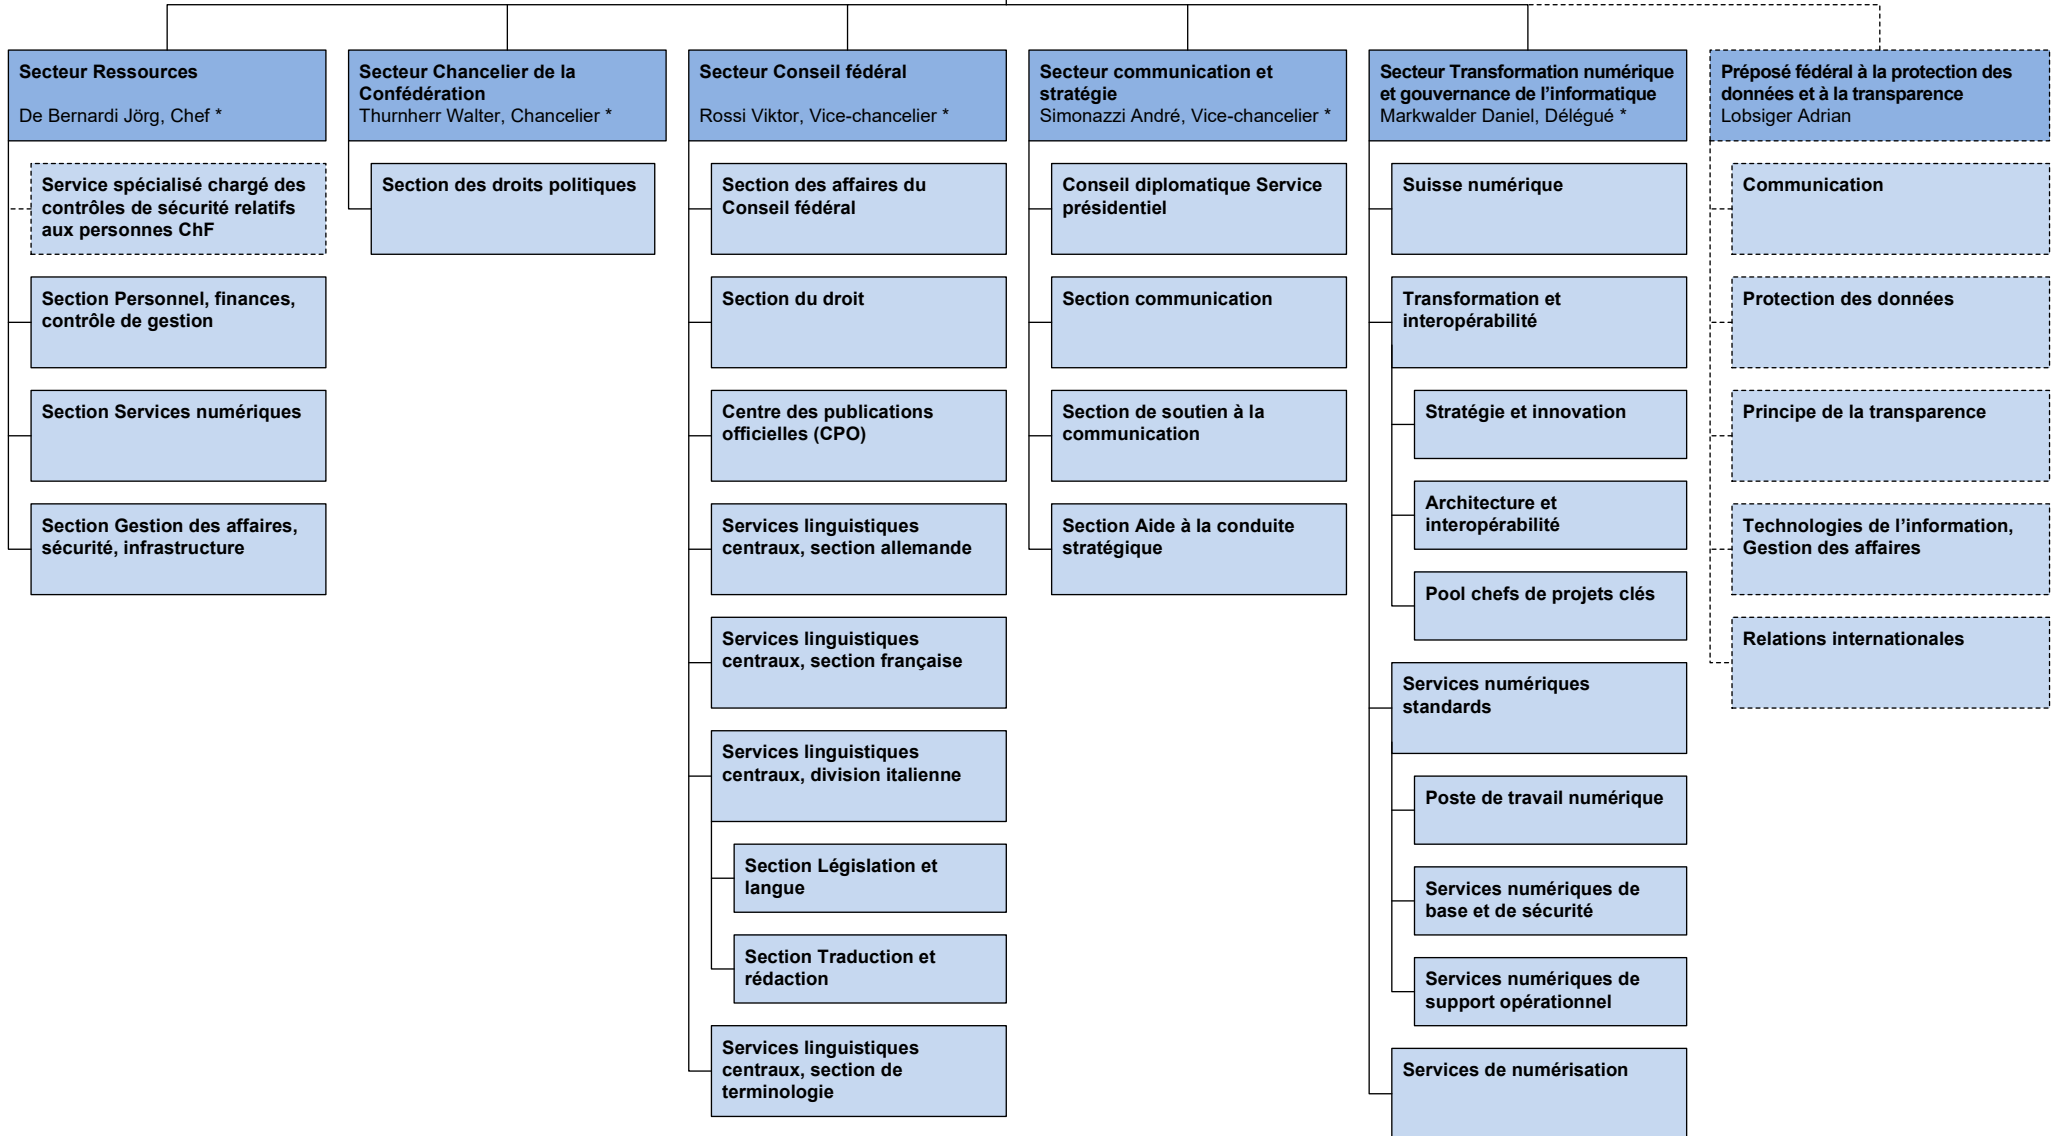 Secteur Ressources
De Bernardi Jörg, Chef *
Service spécialisé chargé des
contrôles de sécurité relatifs
aux personnes ChF
Section Personnel, finances,
contrôle de gestion
Section Services numériques
Section Gestion des affaires,
sécurité, infrastructure
Secteur Chancelier de la
Confédération
Thurnherr Walter, Chancelier *
Section des droits politiques
Secteur Conseil fédéral
Rossi Viktor, Vice-chancelier *
Section des affaires du
Conseil fédéral
Section du droit
Centre des publications
officielles (CPO)
Services linguistiques
centraux, section allemande
Services linguistiques
centraux, section française
Services linguistiques
centraux, division italienne
Section Législation et
langue
Section Traduction et
rédaction
Services linguistiques
centraux, section de
terminologie
Secteur communication et
stratégie
Simonazzi André, Vice-chancelier *
Conseil diplomatique Service
présidentiel
Section communication
Section de soutien à la
communication
Section Aide à la conduite
stratégique
Secteur Transformation numérique
et gouvernance de l’informatique
Markwalder Daniel, Délégué *
Suisse numérique
Transformation et
interopérabilité
Stratégie et innovation
Architecture et
interopérabilité
Pool chefs de projets clés
Services numériques
standards
Poste de travail numérique
Services numériques de
base et de sécurité
Services numériques de
support opérationnel
Services de numérisation
Préposé fédéral à la protection des
données et à la transparence
Lobsiger Adrian
Communication
Protection des données
Principe de la transparence
Technologies de l’information,
Gestion des affaires
Relations internationales